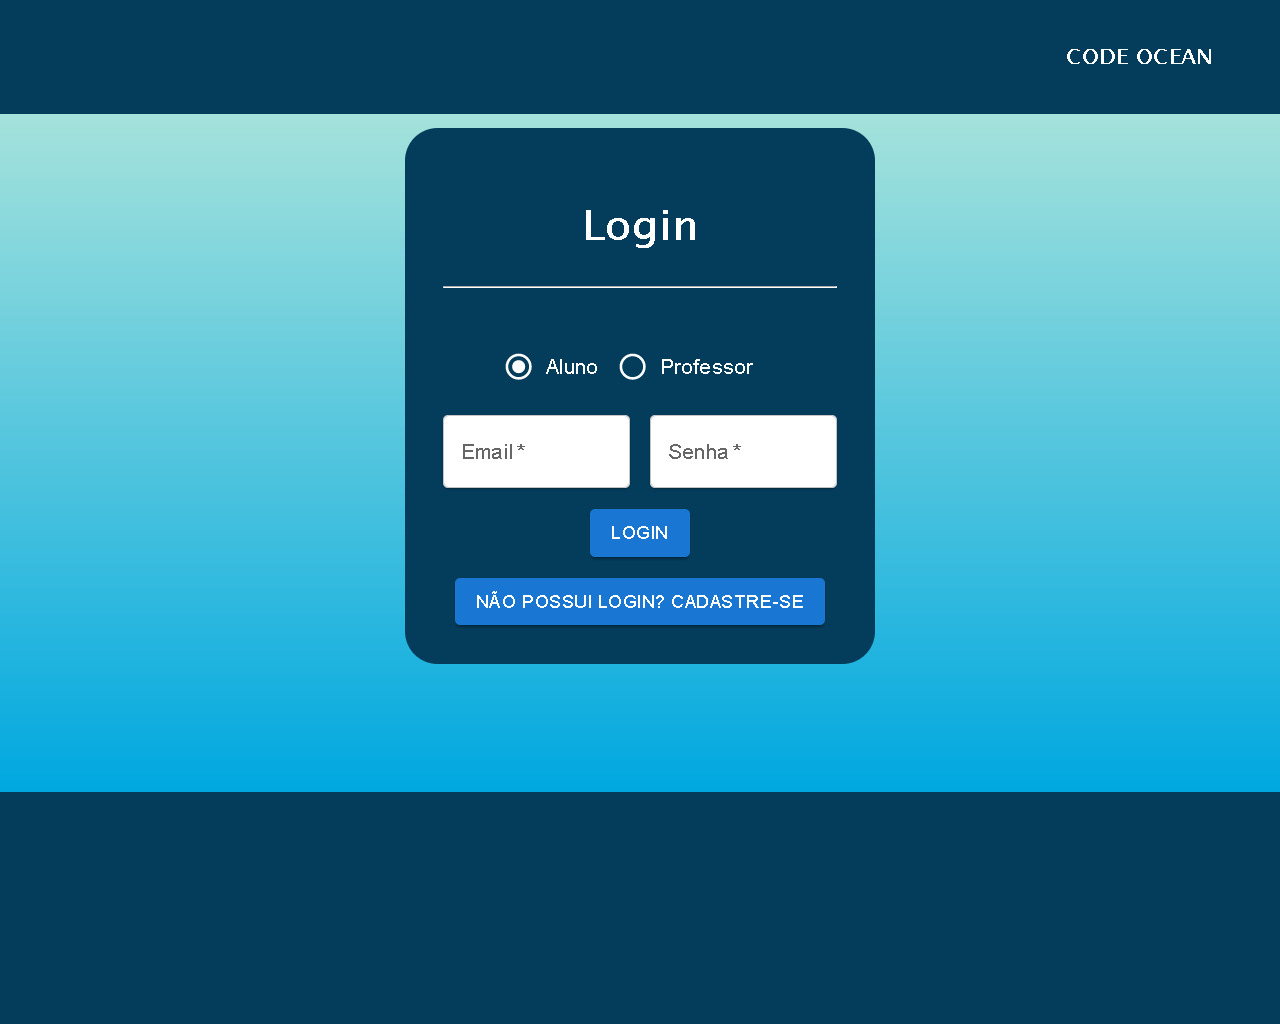 CODE OCEAN
Login
Aluno Professor
Email * Senha *
LOGIN
NÃO POSSUI LOGIN? CADASTRE-SE